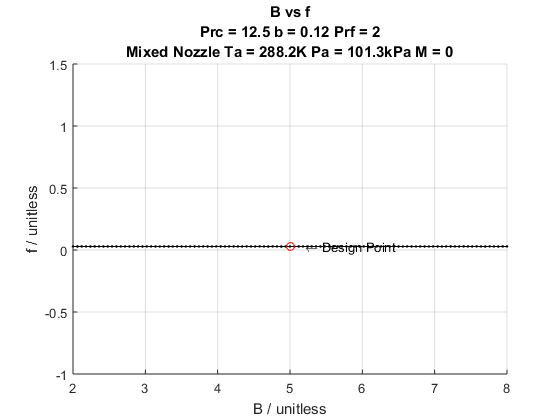 B vs f
Prc = 12.5 b = 0.12 Prf = 2
Mixed Nozzle Ta = 288.2K Pa = 101.3kPa M = 0
1.5
1
0.5
0
-0.5
-1
f / unitless
← Design Point
2 3 4 5 6 7 8
B / unitless